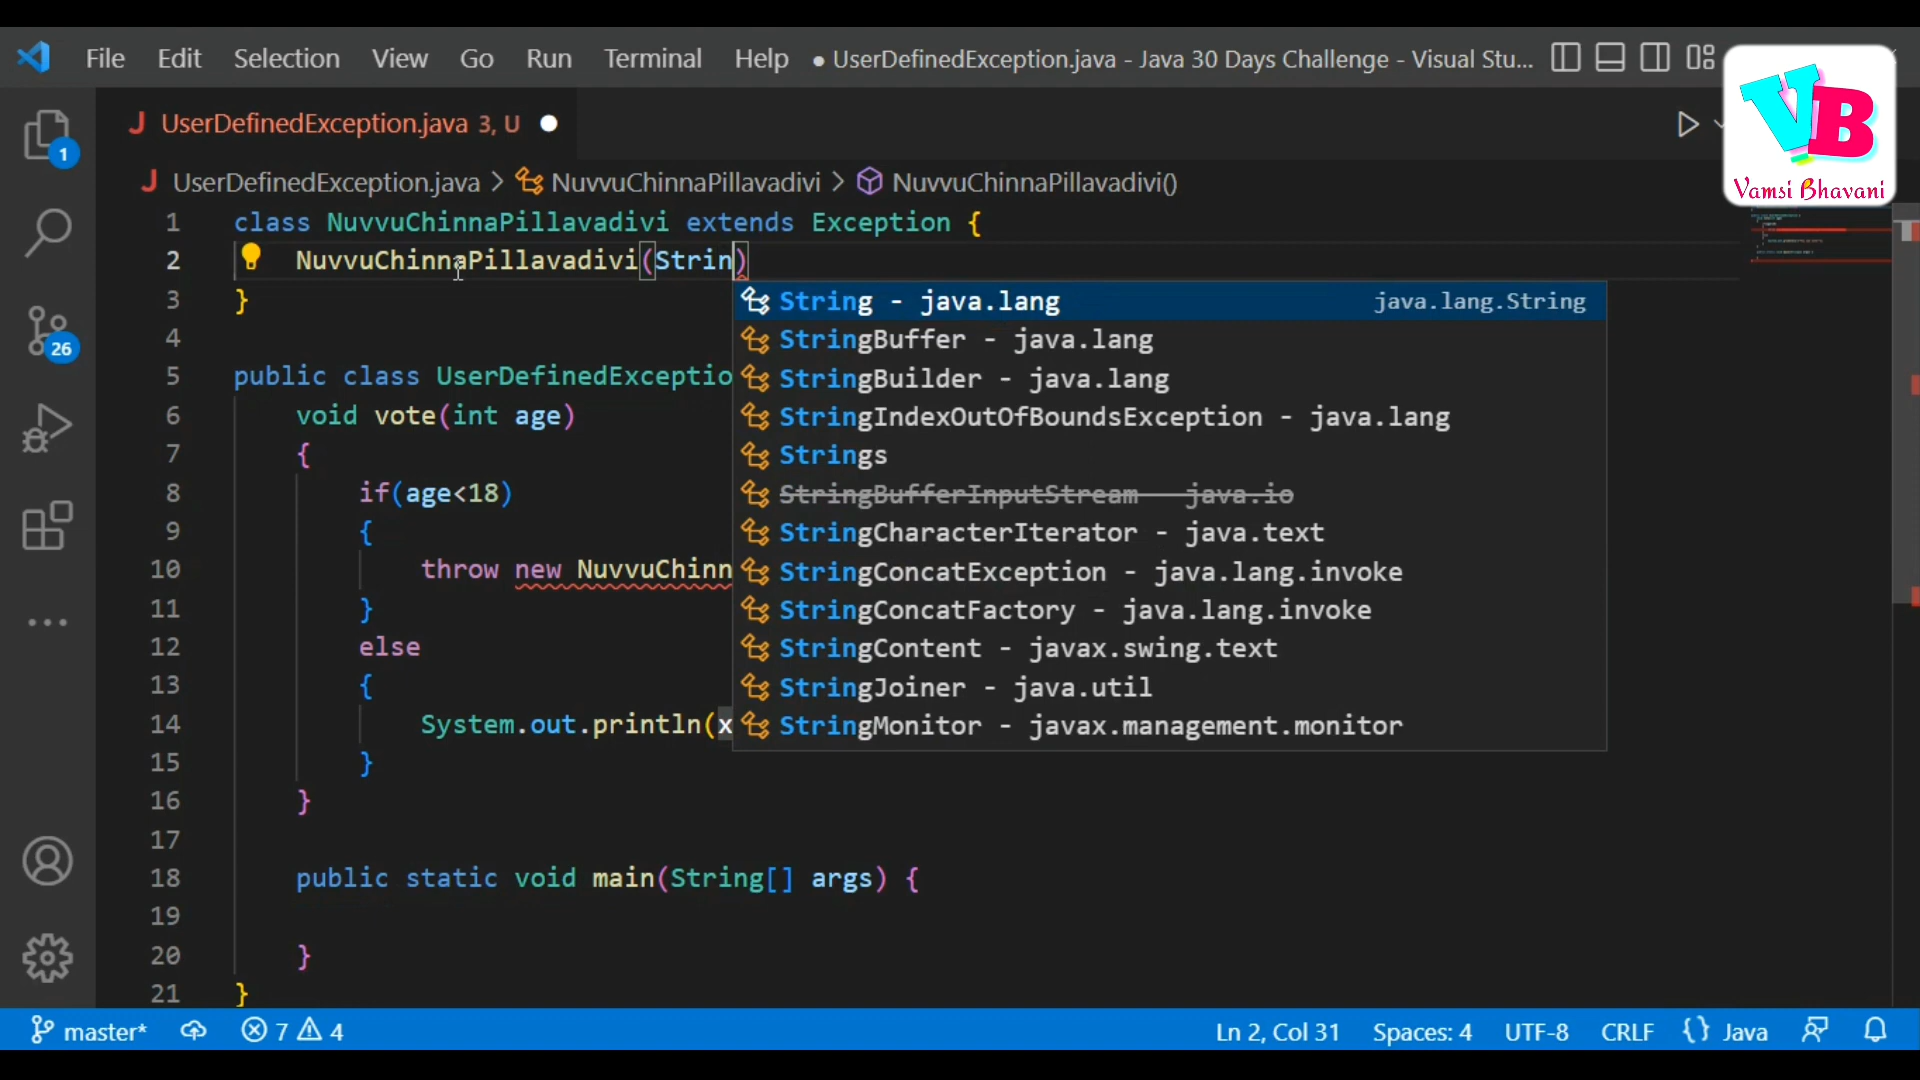 File Edit Selection View Go Run Terminal Help ● UserDefinedException.java - Java 30 Days Challenge - Visual Stu...
VB
Vamsi Bhavani
J UserDefinedException.java 3, U ●
J UserDefinedException.java > NuvvuChinnaPillavadivi > NuvvuChinnaPillavadivi()
1
26
1 class NuvvuChinnaPillavadivi extends Exception {
2 NuvvuChinnaPillavadivi(Strin)
3 }
4
5 public class UserDefinedExceptio
6 void vote(int age)
7 {
8 if(age<18)
9 {
10 throw new NuvvuChinn
11 }
12 else
13 {
14 System.out.println(x
15 }
16 }
17
18 public static void main(String[] args) {
19
20 }
21 }
String - java.lang java.lang.String
StringBuffer - java.lang
StringBuilder - java.lang
StringIndexOutOfBoundsException - java.lang
Strings
StringBufferInputStream - java.io
StringCharacterIterator - java.text
StringConcatException - java.lang.invoke
StringConcatFactory - java.lang.invoke
StringContent - javax.swing.text
StringJoiner - java.util
StringMonitor - javax.management.monitor
master* 7 4 Ln 2, Col 31 Spaces: 4 UTF-8 CRLF {} Java